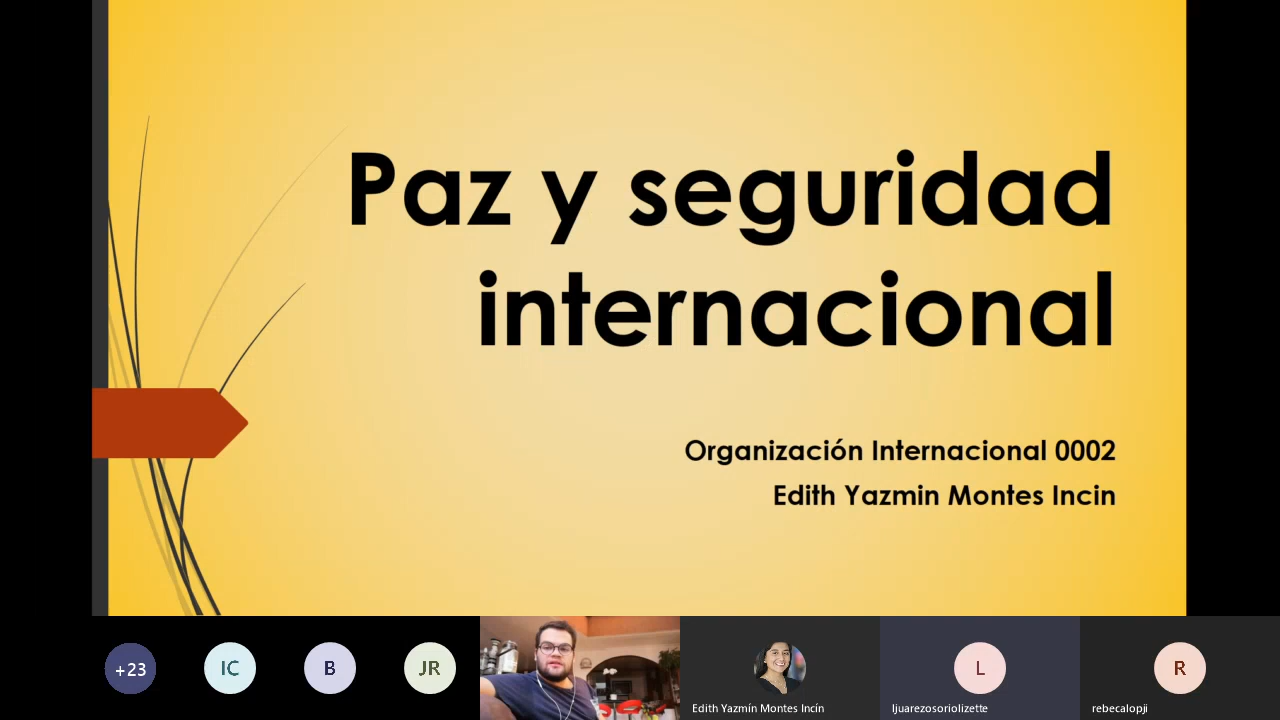 Paz y seguridad
internacional
Organización Internacional 0002
Edith Yazmin Montes Incin
+23
IC
B
JR
L
R
Edith Yazmín Montes Incín
ljuarezosoriolizette
rebecalopji